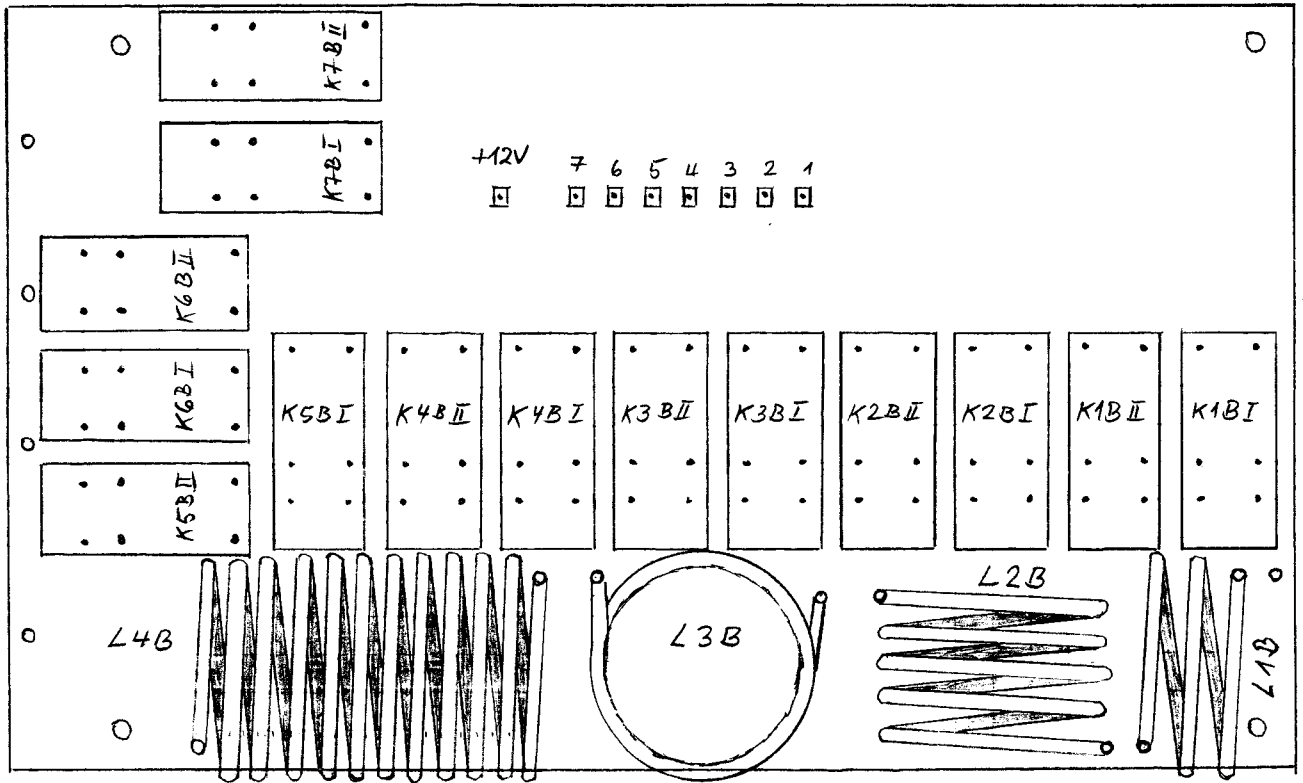 K7BII
K7BI
+12V 7 6 5 4 3 2 1
K6BII
K6BI
K5BII
K5BI K4BII K4BI K3BII K3BI K2BII K2BI K1BII K1BI
L4B L3B L2B L1B